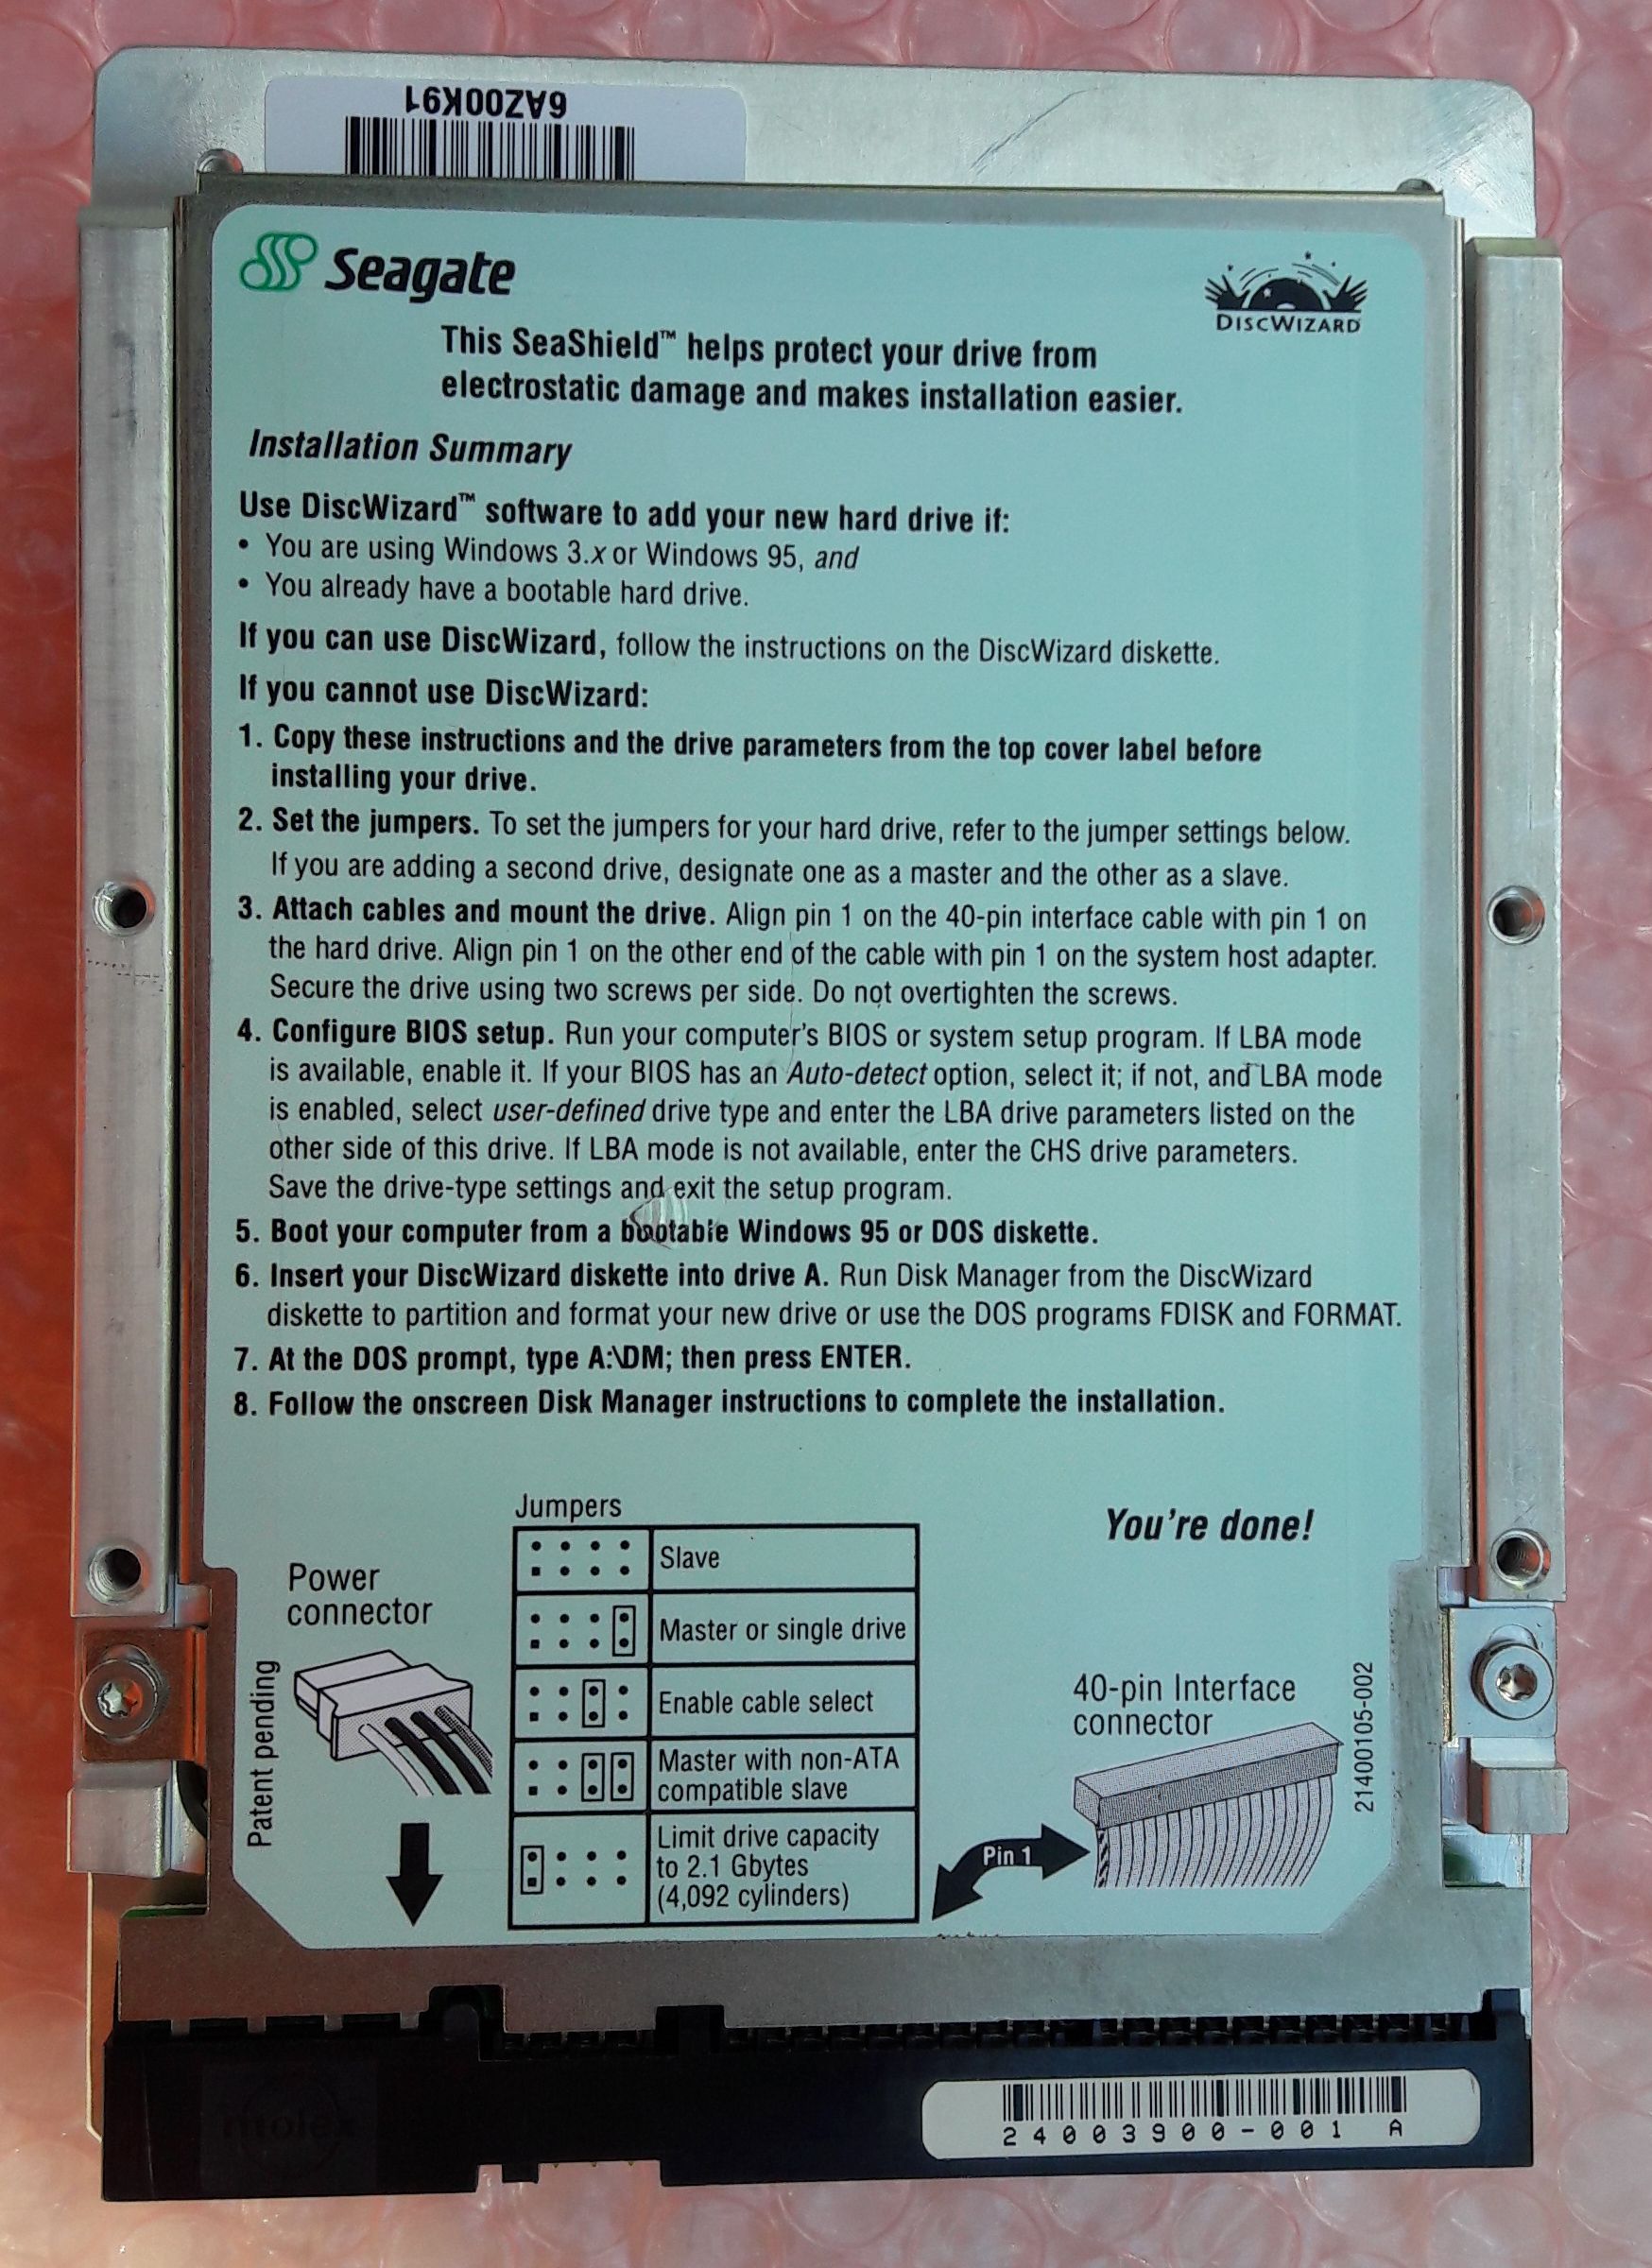 6AZ00K91
Seagate
DISCWIZARD
This SeaShield™ helps protect your drive from
electrostatic damage and makes installation easier.
Installation Summary
Use DiscWizard™ software to add your new hard drive if:
• You are using Windows 3.x or Windows 95, and
• You already have a bootable hard drive.
If you can use DiscWizard, follow the instructions on the DiscWizard diskette.
If you cannot use DiscWizard:
1. Copy these instructions and the drive parameters from the top cover label before
installing your drive.
2. Set the jumpers. To set the jumpers for your hard drive, refer to the jumper settings below.
If you are adding a second drive, designate one as a master and the other as a slave.
3. Attach cables and mount the drive. Align pin 1 on the 40-pin interface cable with pin 1 on
the hard drive. Align pin 1 on the other end of the cable with pin 1 on the system host adapter.
Secure the drive using two screws per side. Do not overtighten the screws.
4. Configure BIOS setup. Run your computer's BIOS or system setup program. If LBA mode
is available, enable it. If your BIOS has an Auto-detect option, select it; if not, and LBA mode
is enabled, select user-defined drive type and enter the LBA drive parameters listed on the
other side of this drive. If LBA mode is not available, enter the CHS drive parameters.
Save the drive-type settings and exit the setup program.
5. Boot your computer from a bootable Windows 95 or DOS diskette.
6. Insert your DiscWizard diskette into drive A. Run Disk Manager from the DiscWizard
diskette to partition and format your new drive or use the DOS programs FDISK and FORMAT.
7. At the DOS prompt, type A:\DM; then press ENTER.
8. Follow the onscreen Disk Manager instructions to complete the installation.
You're done!
Patent pending
Power
connector
Jumpers
Slave
Master or single drive
Enable cable select
Master with non-ATA
compatible slave
Limit drive capacity
to 2.1 Gbytes
(4,092 cylinders)
40-pin Interface
connector
Pin 1
21400105-002
molex
24003900-001 A